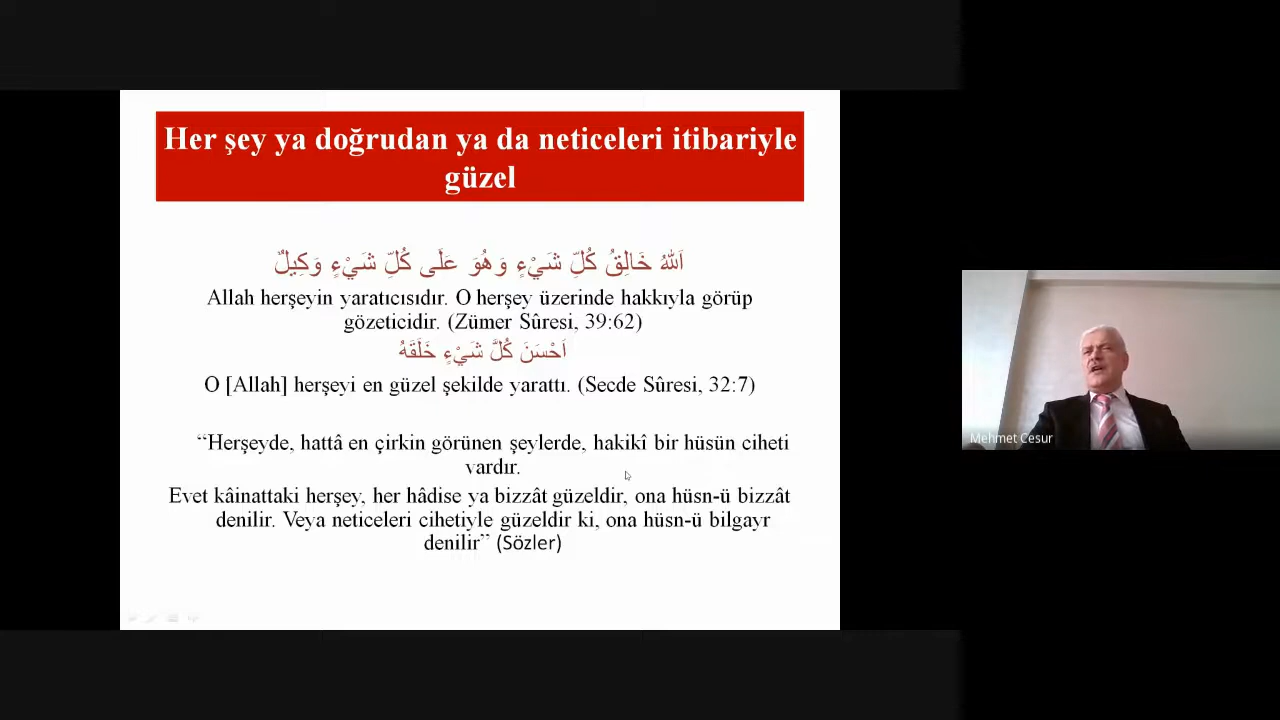 Her şey ya doğrudan ya da neticeleri itibariyle
güzel
اَللهُ خَالِقُ كُلِّ شَيْءٍ وَهُوَ عَلَى كُلِّ شَيْءٍ وَكِيلٌ
Allah herşeyin yaratıcısıdır. O herşey üzerinde hakkıyla görüp
gözeticidir. (Zümer Sûresi, 39:62)
اَحْسَنَ كُلَّ شَيْءٍ خَلَقَهُ
O [Allah] herşeyi en güzel şekilde yarattı. (Secde Sûresi, 32:7)
“Herşeyde, hattâ en çirkin görünen şeylerde, hakikî bir hüsün ciheti
vardır.
Evet kâinattaki herşey, her hâdise ya bizzât güzeldir, ona hüsn-ü bizzât
denilir. Veya neticeleri cihetiyle güzeldir ki, ona hüsn-ü bilgayr
denilir” (Sözler)
Mehmet Cesur